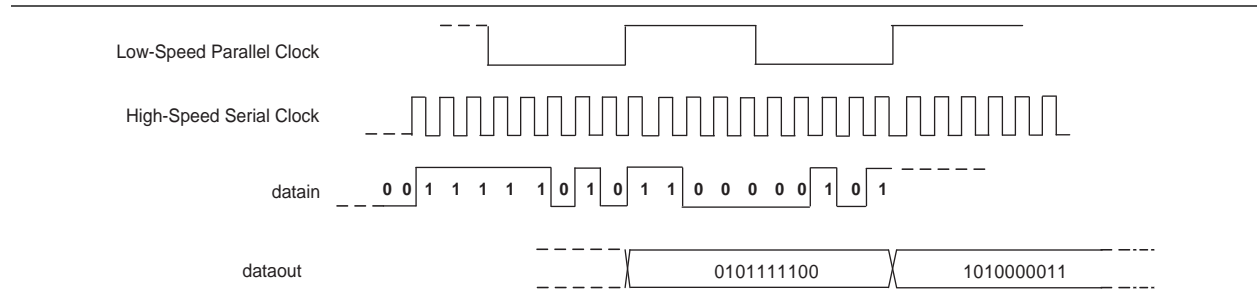 Low-Speed Parallel Clock
High-Speed Serial Clock
datain 0 0 1 1 1 1 1 0 1 0 1 1 0 0 0 0 0 1 0 1
dataout 0101111100 1010000011